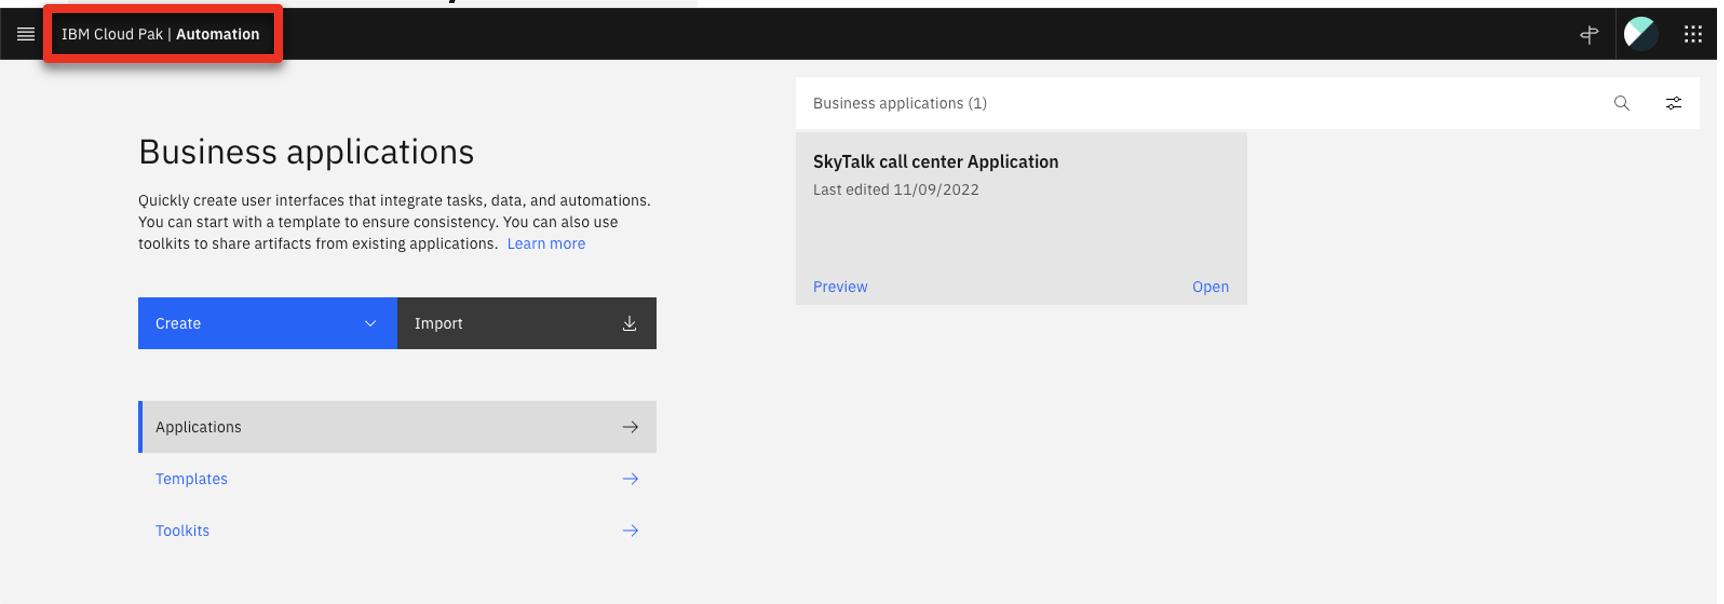 IBM Cloud Pak | Automation
Business applications
Quickly create user interfaces that integrate tasks, data, and automations.
You can start with a template to ensure consistency. You can also use
toolkits to share artifacts from existing applications. Learn more
Create
Import
Applications
Templates
Toolkits
Business applications (1)
SkyTalk call center Application
Last edited 11/09/2022
Preview
Open